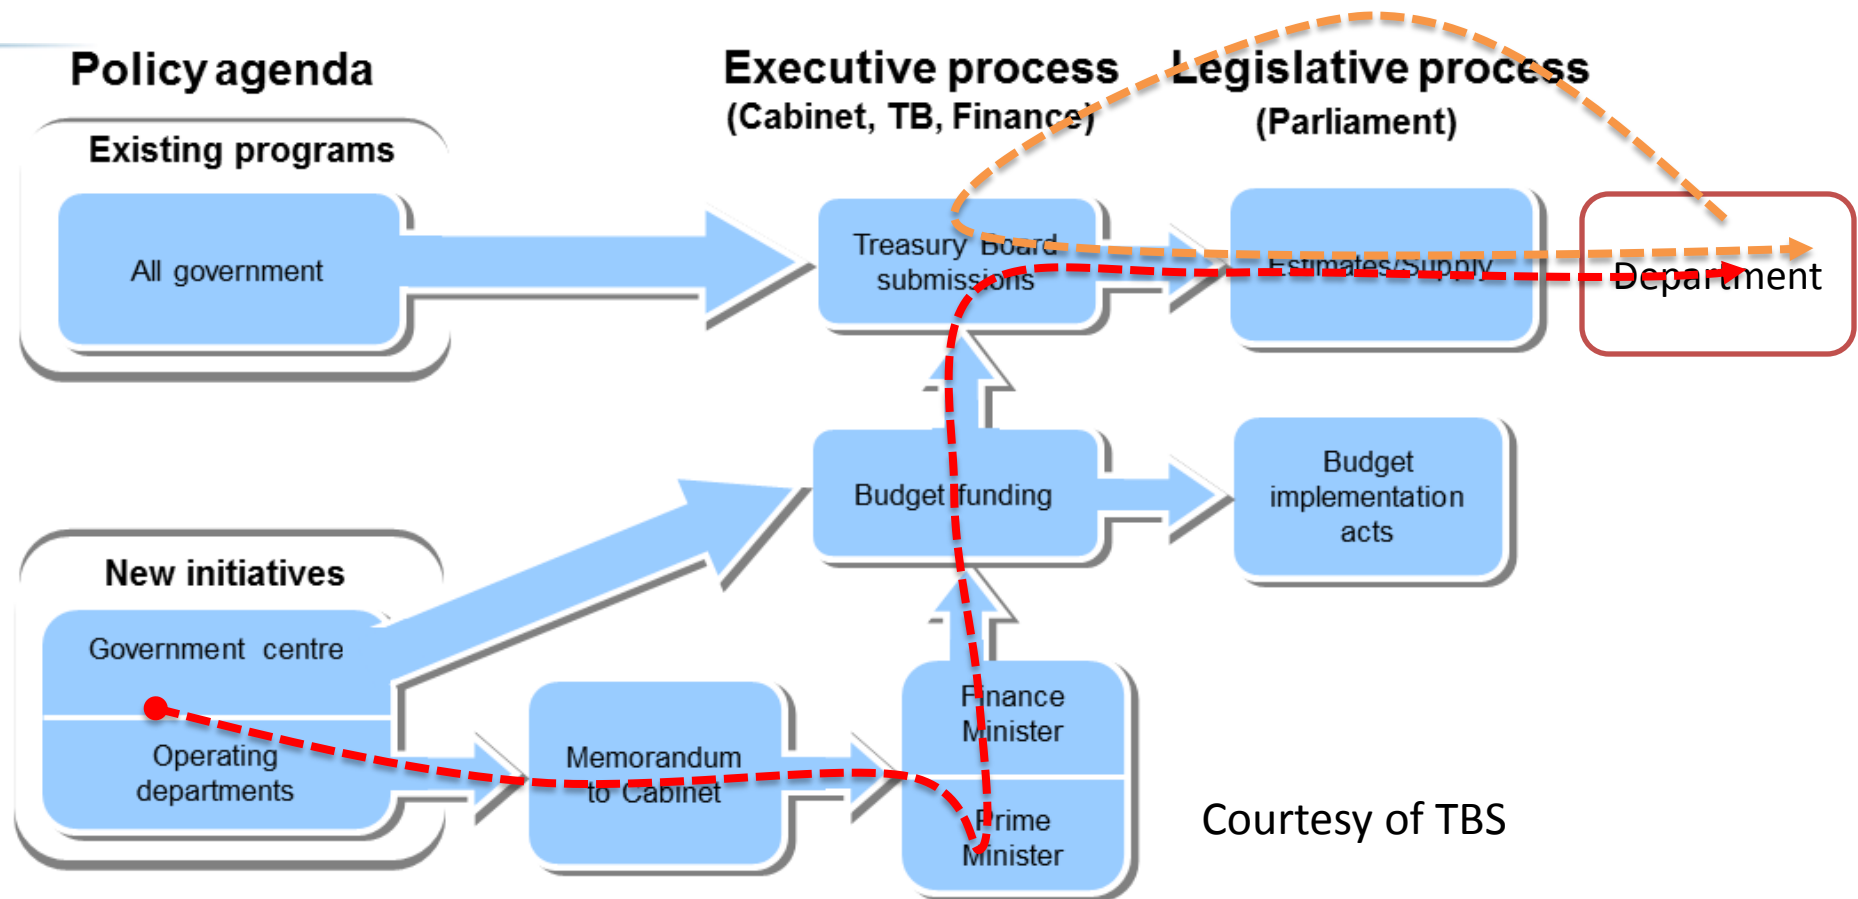 Policy agenda
Executive process
(Cabinet, TB, Finance)
Legislative process
(Parliament)
Existing programs
All government
Treasury Board
submissions
Estimates/Supply
Department
Budget funding
Budget
implementation
acts
New initiatives
Government centre
Operating
departments
Memorandum
to Cabinet
Finance
Minister
Prime
Minister
Courtesy of TBS